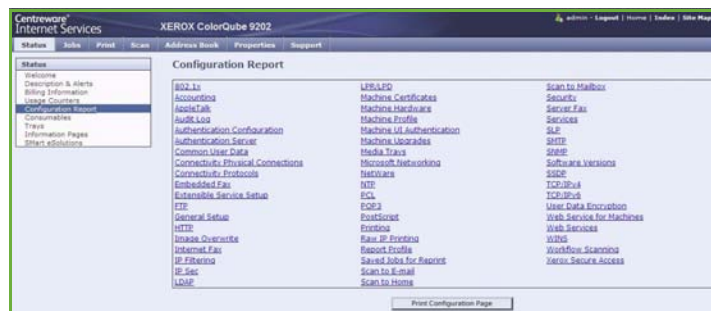 Centreware®
Internet Services
XEROX ColorQube 9202
admin - Logout | Home | Index | Site Map
Status Jobs Print Scan Address Book Properties Support
Status
Welcome
Description & Alerts
Billing Information
Usage Counters
Configuration Report
Consumables
Trays
Information Pages
SMart eSolutions
Configuration Report
802.1x
Accounting
AppleTalk
Audit Log
Authentication Configuration
Authentication Server
Common User Data
Connectivity Physical Connections
Connectivity Protocols
Embedded Fax
Extensible Service Setup
FTP
General Setup
HTTP
Image Overwrite
Internet Fax
IP Filtering
IP Sec
LDAP
LPR/LPD
Machine Certificates
Machine Hardware
Machine Profile
Machine UI Authentication
Machine Upgrades
Media Trays
Microsoft Networking
NetWare
NTP
PCL
POP3
PostScript
Printing
Raw IP Printing
Report Profile
Saved Jobs for Reprint
Scan to E-mail
Scan to Home
Scan to Mailbox
Security
Server Fax
Services
SLP
SMTP
SNMP
Software Versions
SSDP
TCP/IPv4
TCP/IPv6
User Data Encryption
Web Service for Machines
Web Services
WINS
Workflow Scanning
Xerox Secure Access
Print Configuration Page